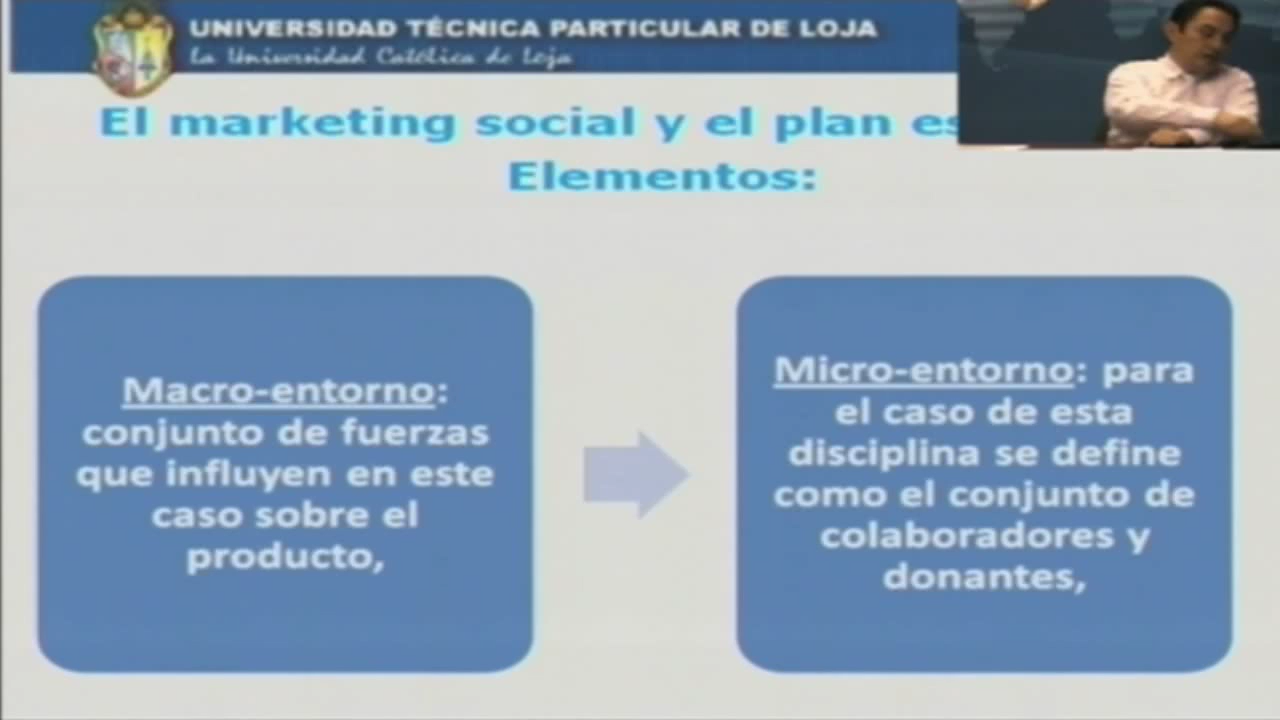 UNIVERSIDAD TÉCNICA PARTICULAR DE LOJA
La Universidad Católica de Loja
El marketing social y el plan
Elementos:
Macro-entorno:
conjunto de fuerzas
que influyen en este
caso sobre el
producto,
Micro-entorno: para
el caso de esta
disciplina se define
como el conjunto de
colaboradores y
donantes,